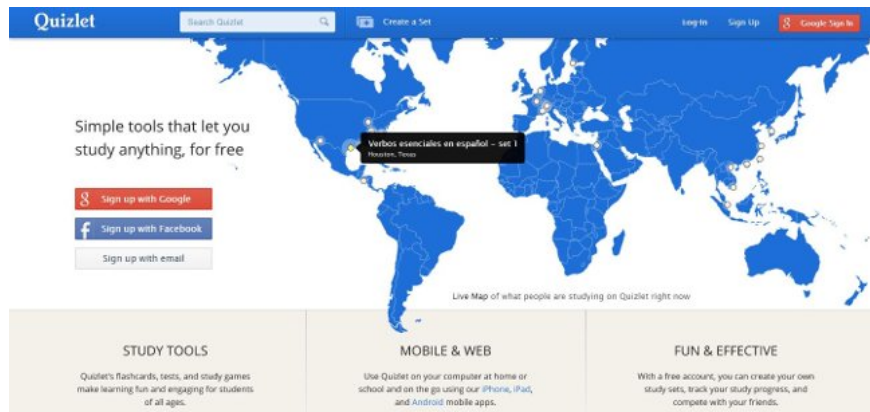 Quizlet
Search Quizlet
Create a Set
Log In
Sign Up
Google Sign In
Simple tools that let you
study anything, for free
Sign up with Google
Sign up with Facebook
Sign up with email
Verbos esenciales en español – set 1
Houston, Texas
Live Map of what people are studying on Quizlet right now
STUDY TOOLS
Quizlet's flashcards, tests, and study games
make learning fun and engaging for students
of all ages.
MOBILE & WEB
Use Quizlet on your computer at home or
school and on the go using our iPhone, iPad,
and Android mobile apps.
FUN & EFFECTIVE
With a free account, you can create your own
study sets, track your study progress, and
compete with your friends.